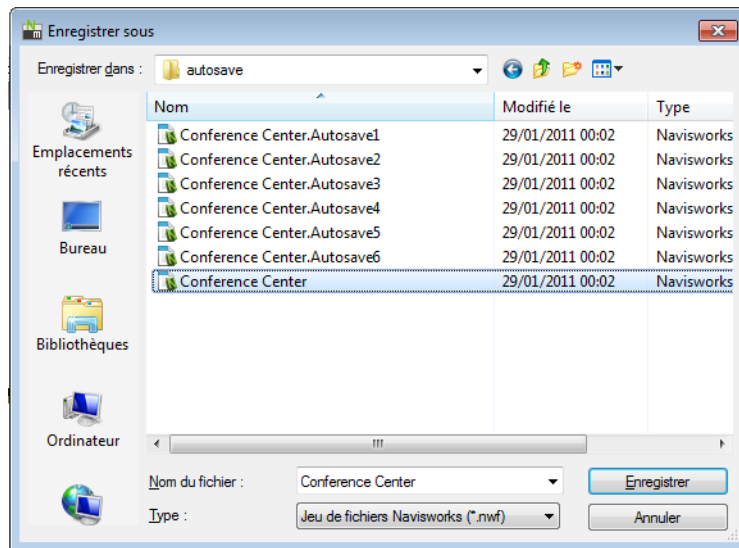 Enregistrer sous
Enregistrer dans :
autosave
Nom Modifié le Type
Conference Center.Autosave1 29/01/2011 00:02 Navisworks
Conference Center.Autosave2 29/01/2011 00:02 Navisworks
Conference Center.Autosave3 29/01/2011 00:02 Navisworks
Conference Center.Autosave4 29/01/2011 00:02 Navisworks
Conference Center.Autosave5 29/01/2011 00:02 Navisworks
Conference Center.Autosave6 29/01/2011 00:02 Navisworks
Conference Center 29/01/2011 00:02 Navisworks
Emplacements
récents
Bureau
Bibliothèques
Ordinateur
Nom du fichier : Conference Center Enregistrer
Type : Jeu de fichiers Navisworks (*.nwf) Annuler